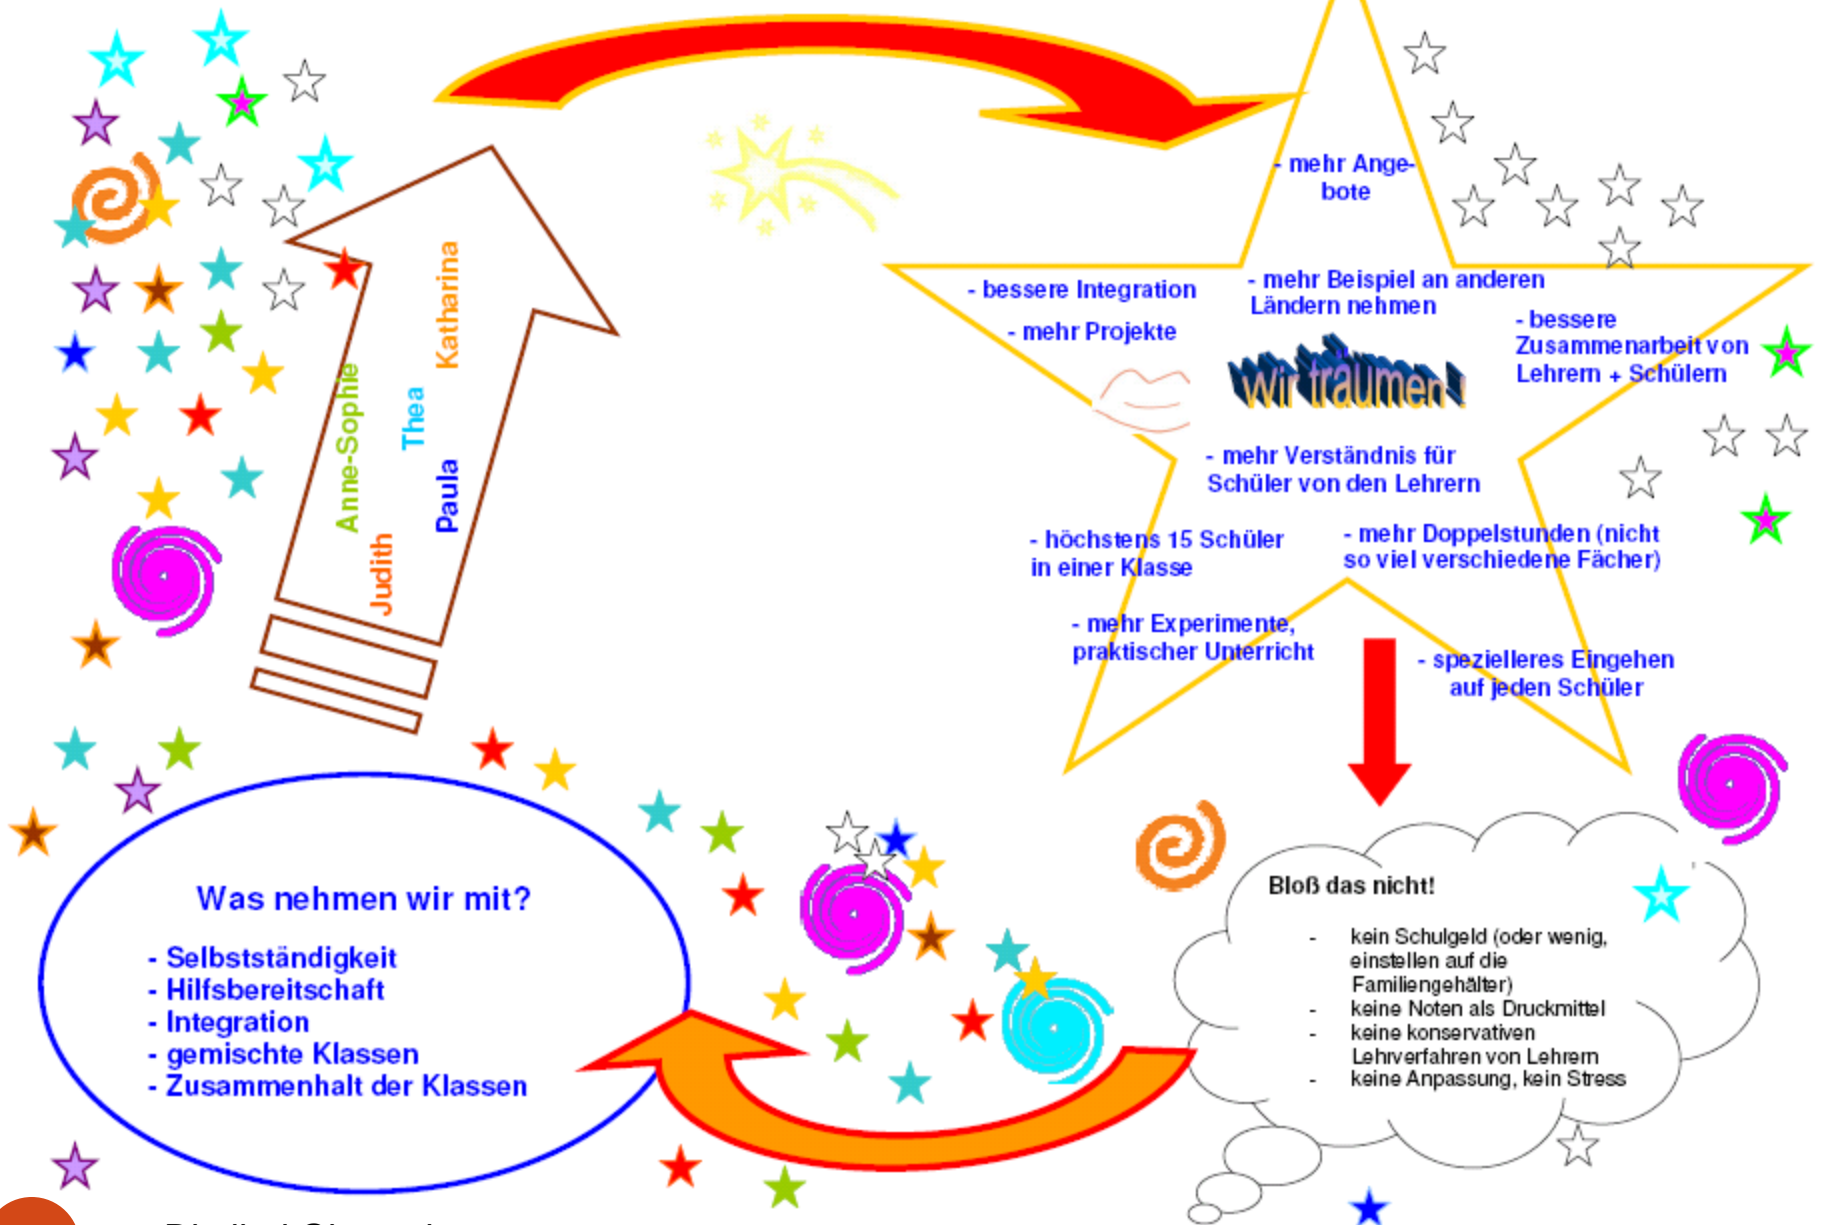 Katharina
Anne-Sophie
Thea
Paula
Judith
- mehr Ange-
bote
- bessere Integration
- mehr Projekte
- mehr Beispiel an anderen
Ländern nehmen
- bessere
Zusammenarbeit von
Lehrern + Schülern
Wir träumen!
- mehr Verständnis für
Schüler von den Lehrern
- höchstens 15 Schüler
in einer Klasse
- mehr Doppelstunden (nicht
so viel verschiedene Fächer)
- mehr Experimente,
praktischer Unterricht
- spezielleres Eingehen
auf jeden Schüler
Bloß das nicht!
- kein Schulgeld (oder wenig,
einstellen auf die
Familiengehälter)
- keine Noten als Druckmittel
- keine konservativen
Lehrverfahren von Lehrern
- keine Anpassung, kein Stress
Was nehmen wir mit?
- Selbstständigkeit
- Hilfsbereitschaft
- Integration
- gemischte Klassen
- Zusammenhalt der Klassen